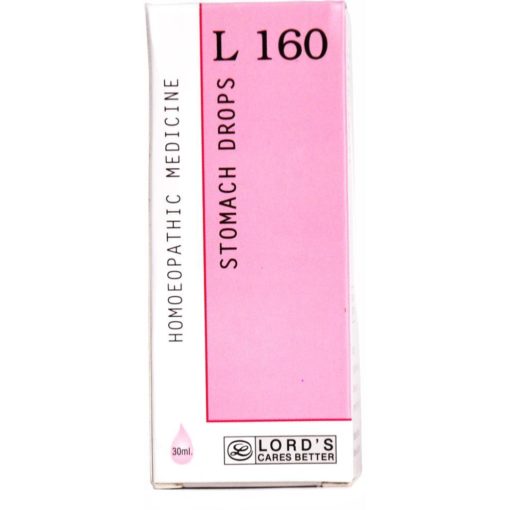 L 160
STOMACH DROPS
HOMOEOPATHIC MEDICINE
30ml.
LORD'S
CARES BETTER